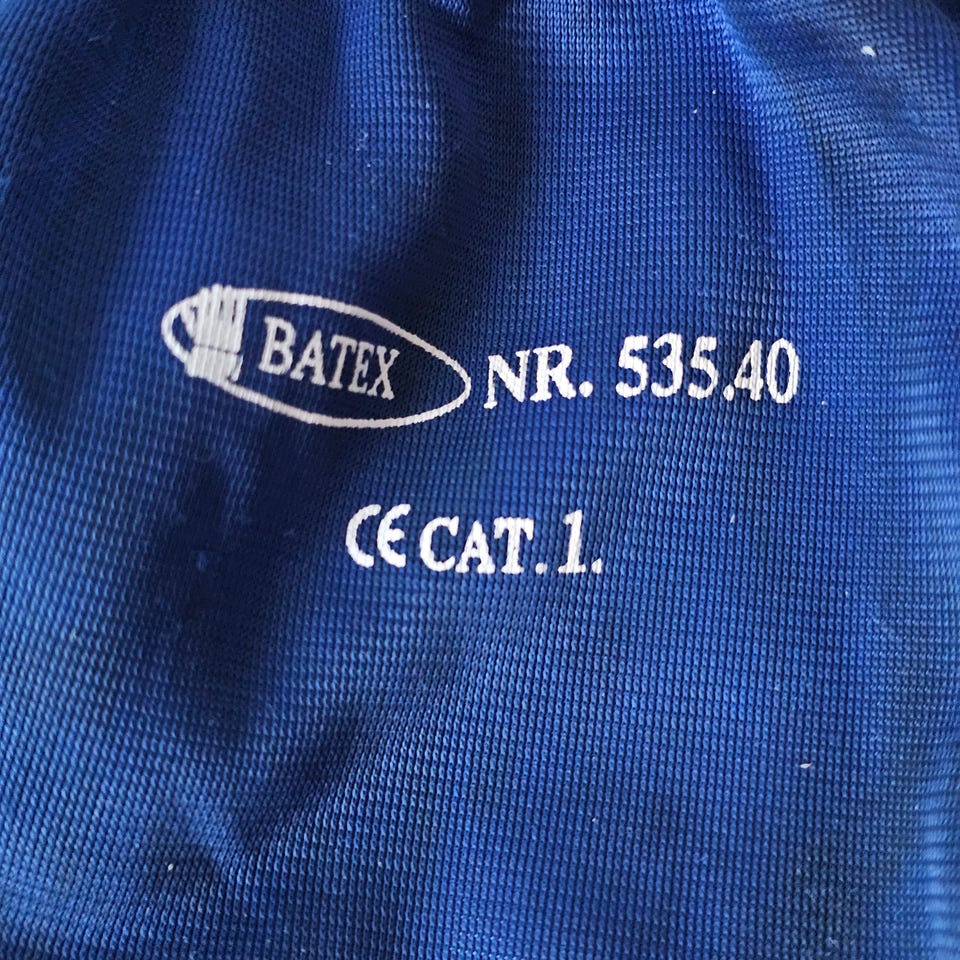 BATEX NR. 535.40
CE CAT. 1.